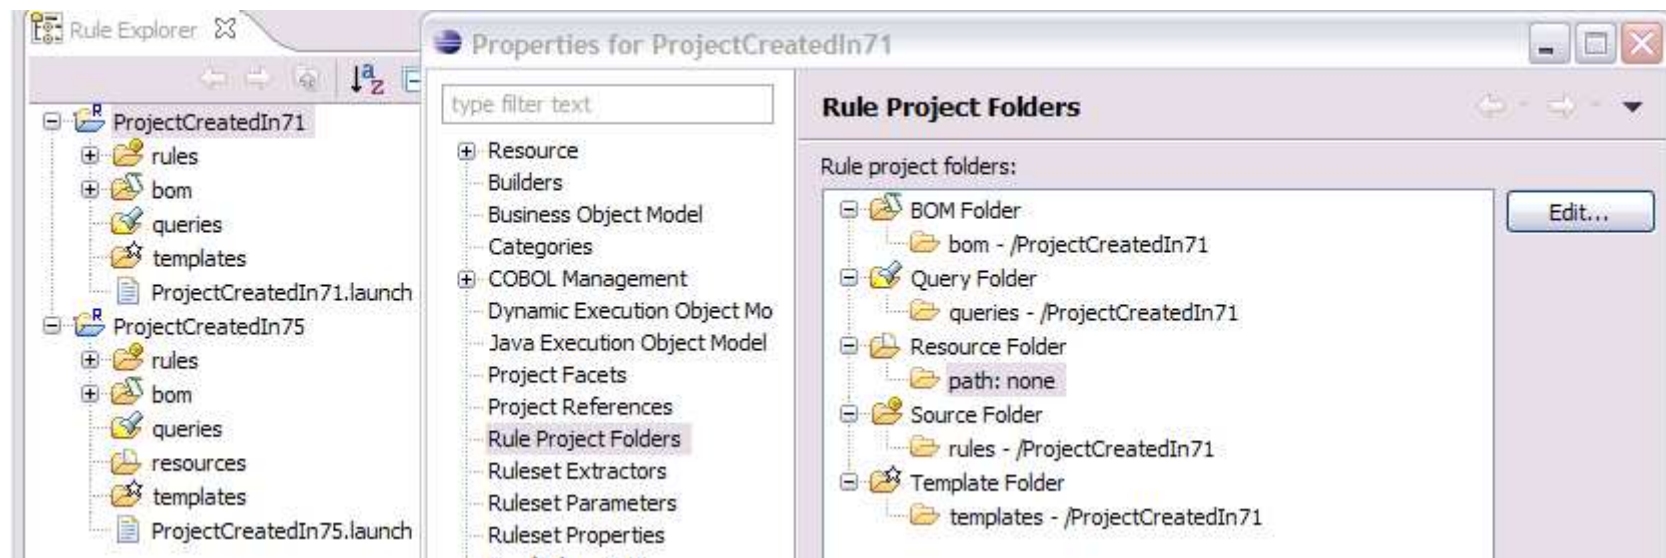 Rule Explorer
ProjectCreatedIn71
rules
bom
queries
templates
ProjectCreatedIn71.launch
ProjectCreatedIn75
rules
bom
queries
resources
templates
ProjectCreatedIn75.launch
Properties for ProjectCreatedIn71
type filter text
Resource
Builders
Business Object Model
Categories
COBOL Management
Dynamic Execution Object Mo
Java Execution Object Model
Project Facets
Project References
Rule Project Folders
Ruleset Extractors
Ruleset Parameters
Ruleset Properties
Rule Project Folders
Rule project folders:
BOM Folder
bom - /ProjectCreatedIn71
Query Folder
queries - /ProjectCreatedIn71
Resource Folder
path: none
Source Folder
rules - /ProjectCreatedIn71
Template Folder
templates - /ProjectCreatedIn71
Edit...